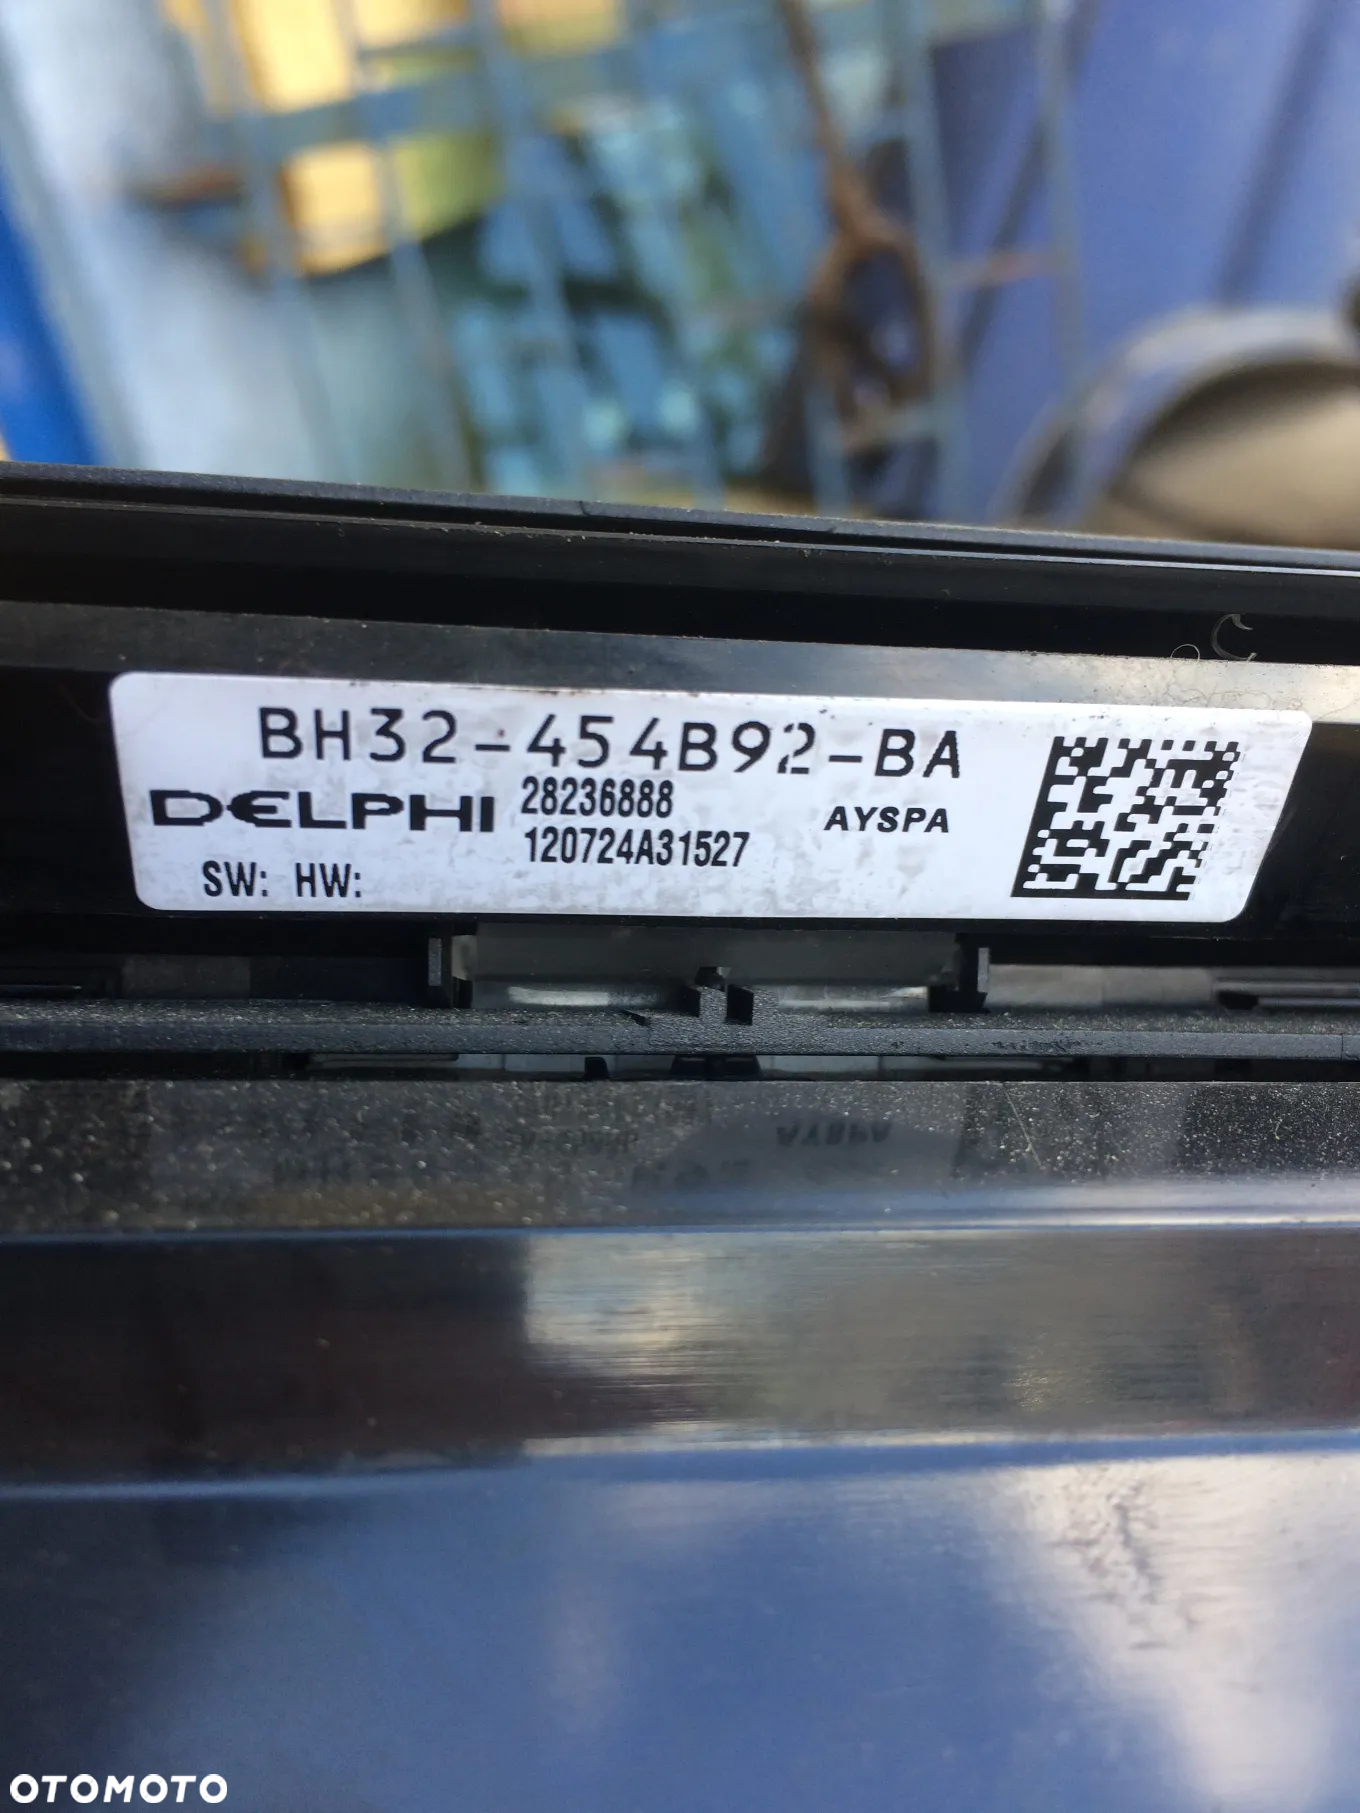 BH32-454B92-BA
DELPHI 28236888 AYSPA
120724A31527
SW: HW:
OTOMOTO